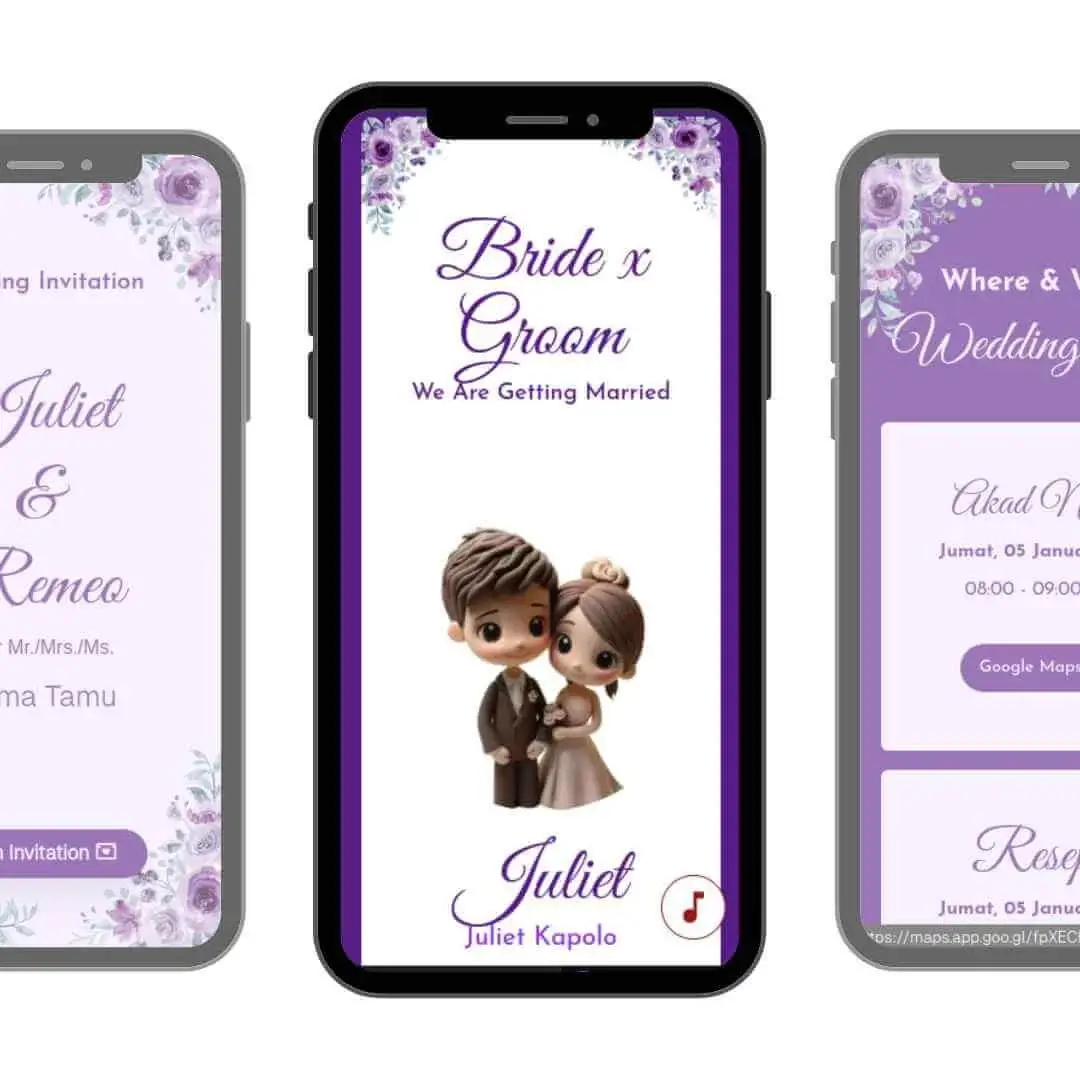 ng Invitation
Juliet
&
Remeo
Mr./Mrs./Ms.
ma Tamu
Invitation
Bride x
Groom
We Are Getting Married
Juliet
Juliet Kapolo
Where & W
Wedding
Akad N
Jumat, 05 Janua
08:00 - 09:00
Google Maps
Resep
Jumat, 05 Janua
tps://maps.app.goo.gl/fpXEC